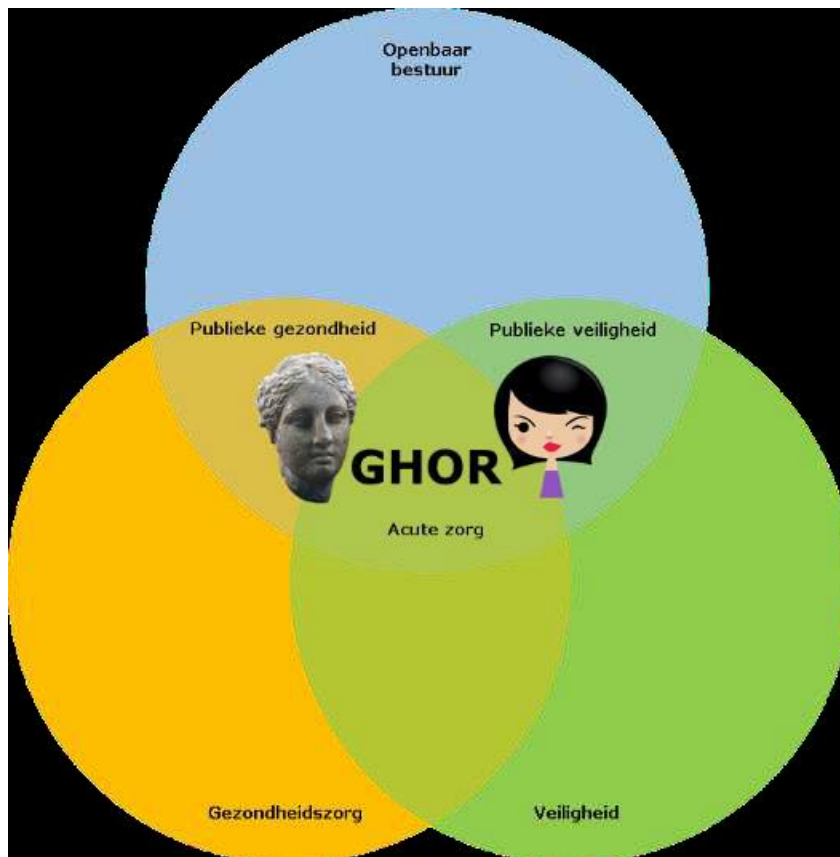 Openbaar
bestuur
Publieke gezondheid
Publieke veiligheid
GHOR
Acute zorg
Gezondheidszorg
Veiligheid